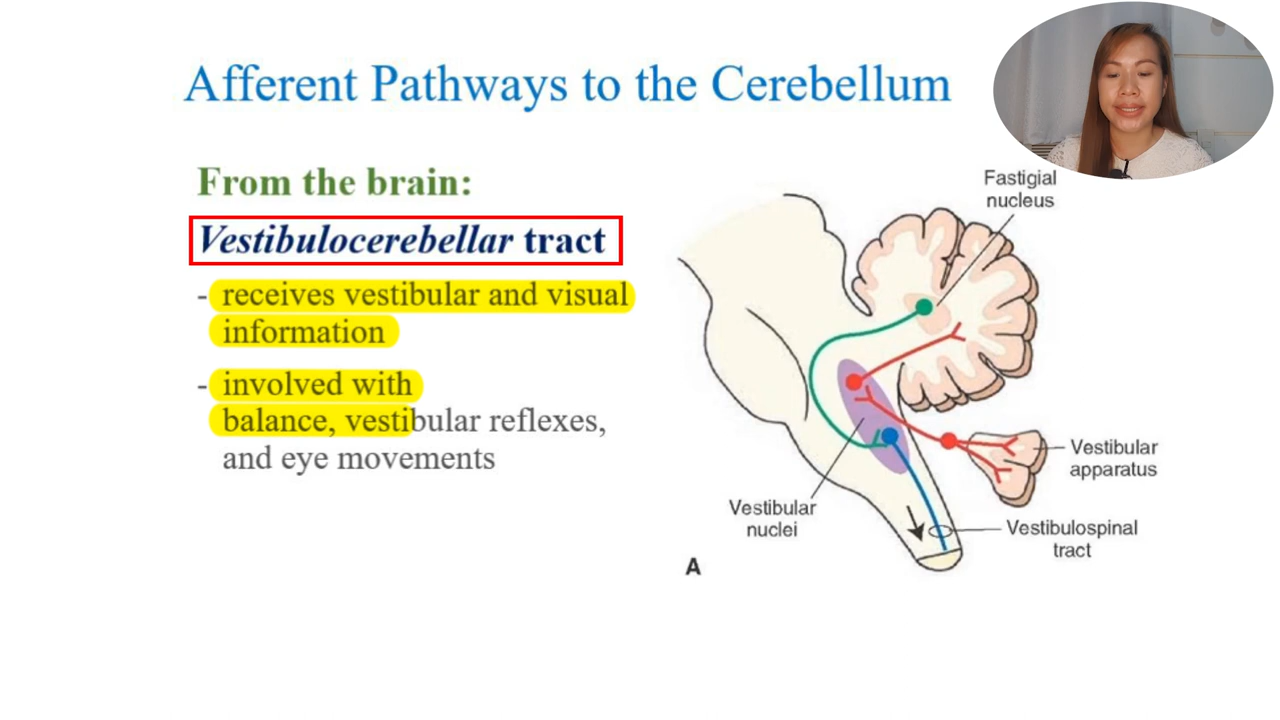 Afferent Pathways to the Cerebellum
From the brain:
Vestibulocerebellar tract
- receives vestibular and visual
information
- involved with
balance, vestibular reflexes,
and eye movements
Fastigial
nucleus
Vestibular
apparatus
Vestibular
nuclei
Vestibulospinal
tract
A